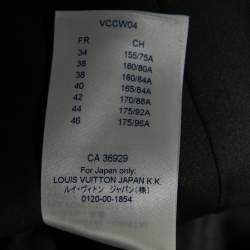 VCCW04
FR CH
34 155/76A
36 160/80A
38 160/84A
40 165/84A
42 170/88A
44 175/92A
46 175/96A
CA 36929
For Japan only:
LOUIS VUITTON JAPAN K.K.
ルイ・ヴィトン ジャパン(株)
0120-00-1854